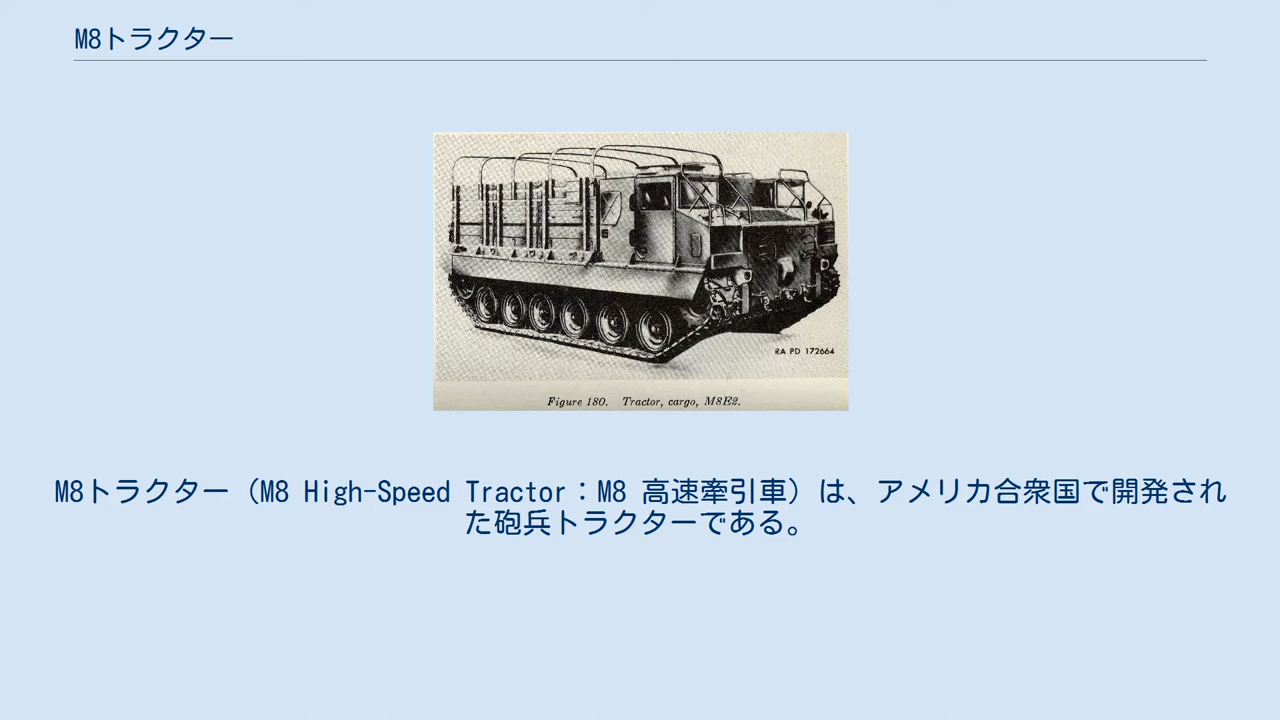 M8トラクター
RA PD 172664
Figure 180. Tractor, cargo, M8E2.
M8トラクター（M8 High-Speed Tractor：M8 高速牽引車）は、アメリカ合衆国で開発され
た砲兵トラクターである。